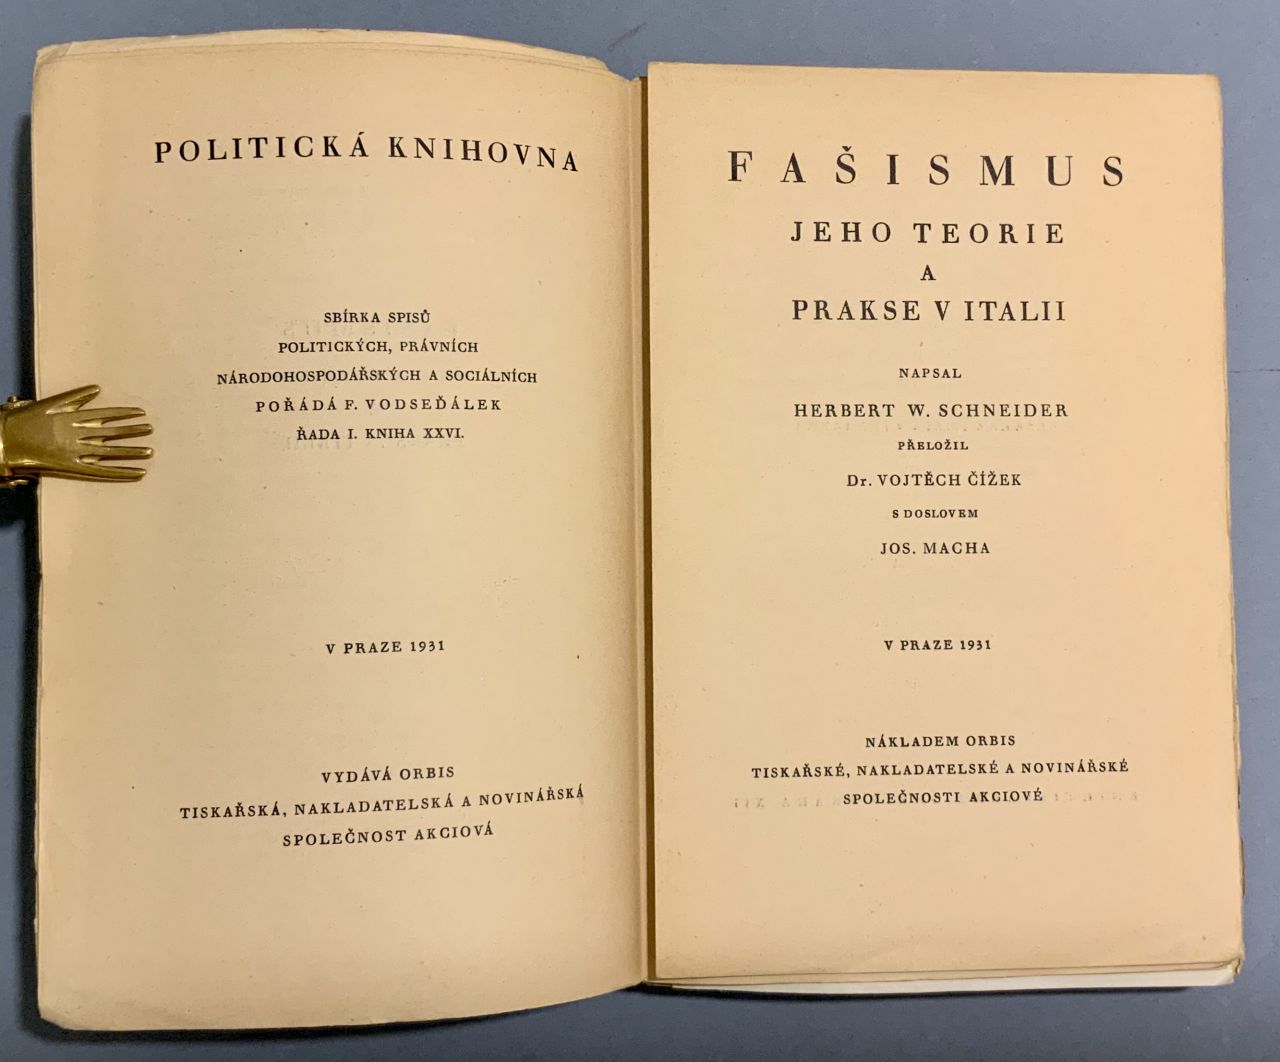 POLITICKÁ KNIHOVNA
SBÍRKA SPISŮ
POLITICKÝCH, PRÁVNÍCH
NÁRODOHOSPODÁŘSKÝCH A SOCIÁLNÍCH
POŘÁDÁ F. VODSEĎÁLEK
ŘADA I. KNIHA XXVI.
V PRAZE 1931
VYDÁVÁ ORBIS
TISKAŘSKÁ, NAKLADATELSKÁ A NOVINÁŘSKÁ
SPOLEČNOST AKCIOVÁ
FAŠISMUS
JEHO TEORIE
A
PRAKSE V ITALII
NAPSAL
HERBERT W. SCHNEIDER
PŘELOŽIL
Dr. VOJTĚCH ČÍŽEK
S DOSLOVEM
JOS. MACHA
V PRAZE 1931
NÁKLADEM ORBIS
TISKAŘSKÉ, NAKLADATELSKÉ A NOVINÁŘSKÉ
SPOLEČNOSTI AKCIOVÉ